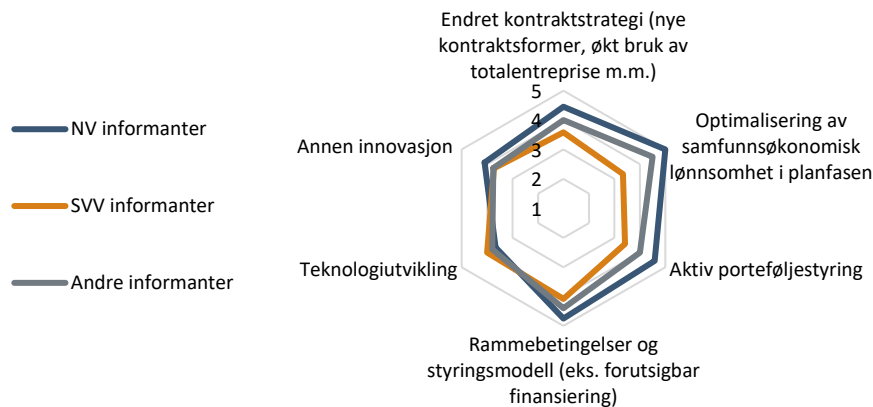 Endret kontraktstrategi (nye
kontraktsformer, økt bruk av
totalentreprise m.m.)
5
4
3
2
1
NV informanter
SVV informanter
Andre informanter
Annen innovasjon
Optimalisering av
samfunnsøkonomisk
lønnsomhet i planfasen
Teknologiutvikling
Aktiv porteføljestyring
Rammebetingelser og
styringsmodell (eks. forutsigbar
finansiering)